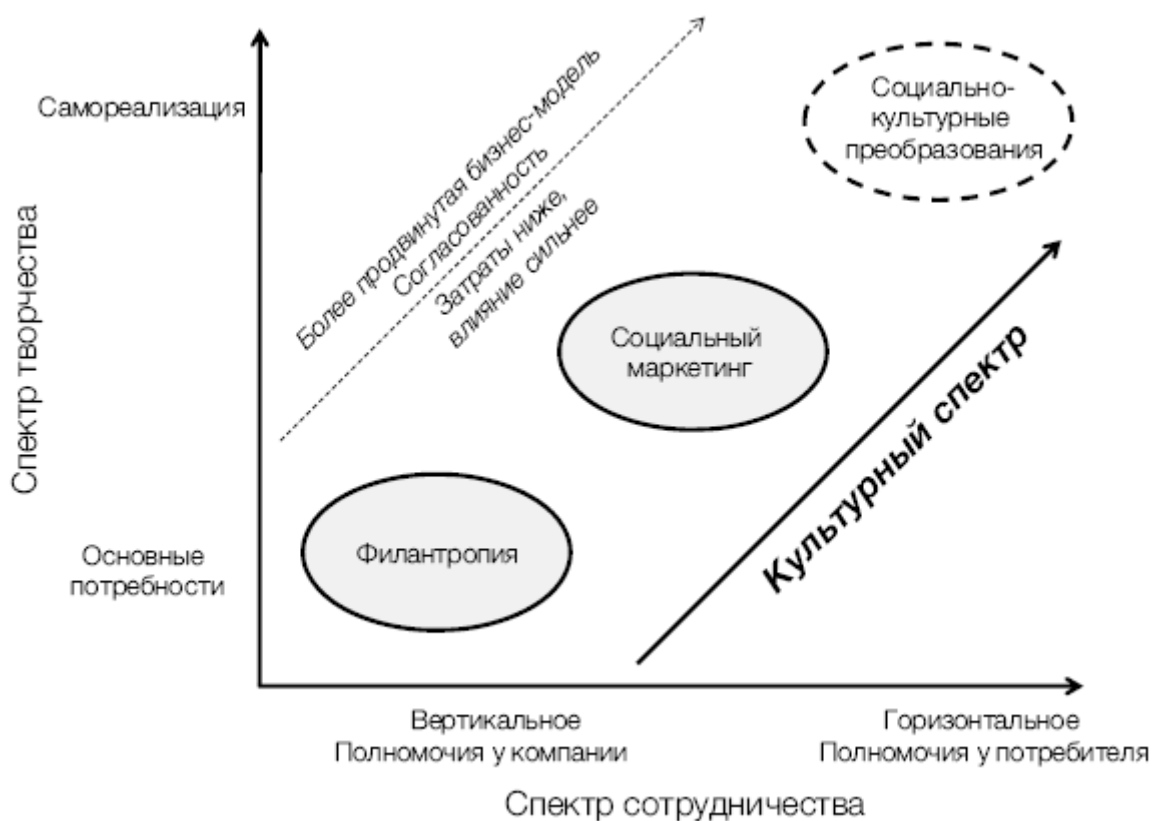 Самореализация
Спектр творчества
Основные
потребности
Более продвинутая бизнес-модель
Согласованность
Затраты ниже,
влияние сильнее
Социально-
культурные
преобразования
Социальный
маркетинг
Филантропия
Культурный спектр
Вертикальное
Полномочия у компании
Горизонтальное
Полномочия у потребителя
Спектр сотрудничества